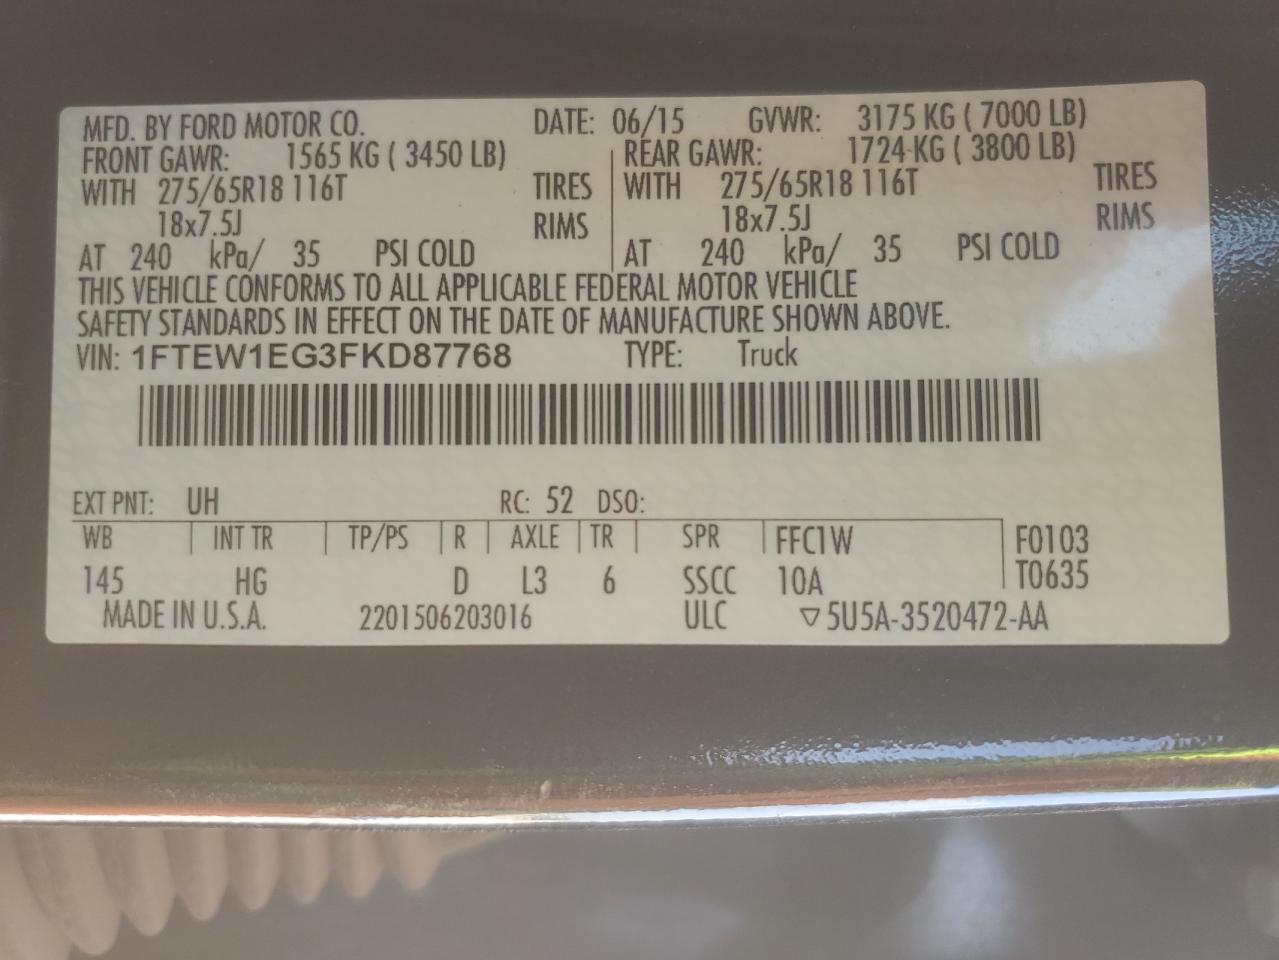 MFD. BY FORD MOTOR CO. DATE: 06/15 GVWR: 3175 KG ( 7000 LB)
FRONT GAWR: 1565 KG ( 3450 LB) REAR GAWR: 1724 KG ( 3800 LB)
WITH 275/65R18 116T TIRES WITH 275/65R18 116T TIRES
18x7.5J RIMS 18x7.5J RIMS
AT 240 kPa/ 35 PSI COLD AT 240 kPa/ 35 PSI COLD
THIS VEHICLE CONFORMS TO ALL APPLICABLE FEDERAL MOTOR VEHICLE
SAFETY STANDARDS IN EFFECT ON THE DATE OF MANUFACTURE SHOWN ABOVE.
VIN: 1FTEW1EG3FKD87768 TYPE: Truck
EXT PNT: UH RC: 52 DSO:
WB INT TR TP/PS R AXLE TR SPR FFC1W F0103
145 HG D L3 6 SSCC 10A T0635
MADE IN U.S.A. 2201506203016 ULC ▽5U5A-3520472-AA